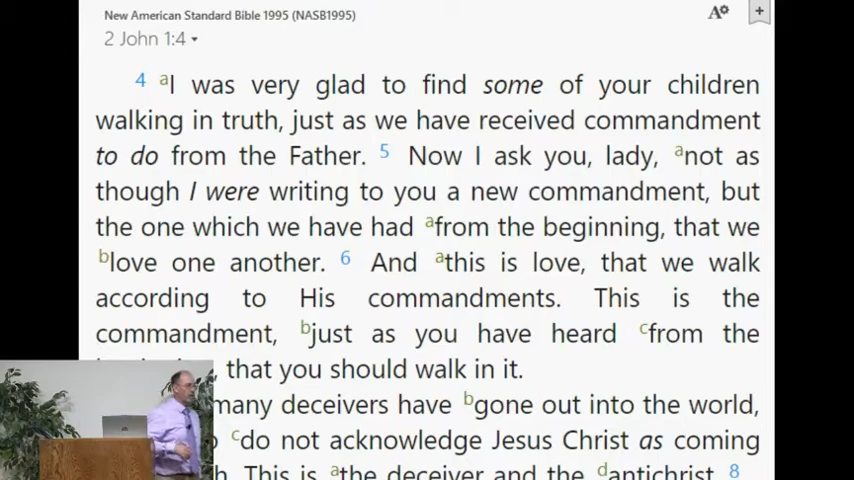 New American Standard Bible 1995 (NASB1995)
2 John 1:4
4 aI was very glad to find some of your children
walking in truth, just as we have received commandment
to do from the Father. 5 Now I ask you, lady, anot as
though I were writing to you a new commandment, but
the one which we have had afrom the beginning, that we
blove one another. 6 And athis is love, that we walk
according to His commandments. This is the
commandment, bjust as you have heard cfrom the
, that you should walk in it.
many deceivers have bgone out into the world,
cdo not acknowledge Jesus Christ as coming
This is athe deceiver and the dantichrist. 8